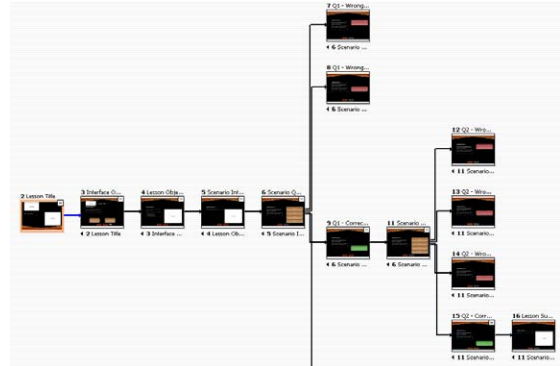 7 Q1 - Wrong...
6 Scenario ...
8 Q1 - Wrong...
6 Scenario ...
2 Lesson Title
3 Interface O...
2 Lesson Title
4 Lesson Obje...
3 Interface ...
5 Scenario Int...
4 Lesson Ob...
6 Scenario Q...
5 Scenario I...
9 Q1 - Correc...
6 Scenario ...
11 Scenario...
6 Scenario ...
12 Q2 - Wro...
11 Scenario...
13 Q2 - Wro...
11 Scenario...
14 Q2 - Wro...
11 Scenario...
15 Q2 - Corr...
11 Scenario...
16 Lesson Su...
11 Scenario...